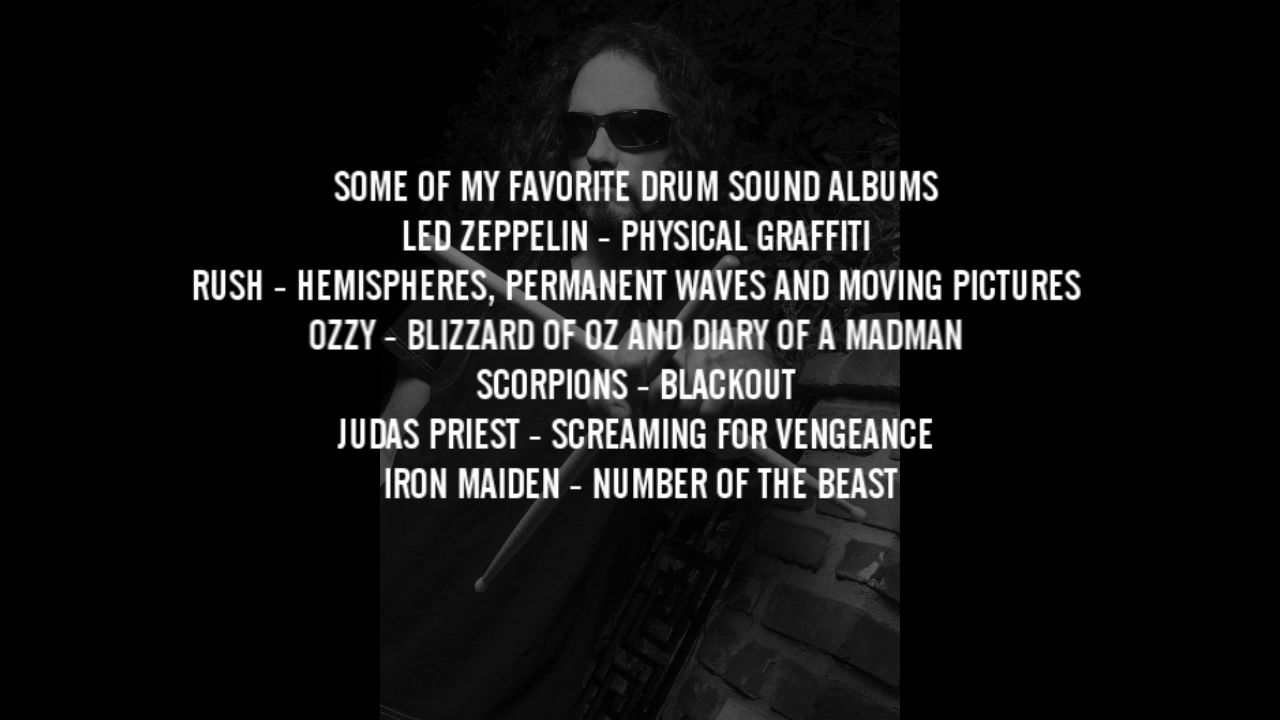 SOME OF MY FAVORITE DRUM SOUND ALBUMS
LED ZEPPELIN - PHYSICAL GRAFFITI
RUSH - HEMISPHERES, PERMANENT WAVES AND MOVING PICTURES
OZZY - BLIZZARD OF OZ AND DIARY OF A MADMAN
SCORPIONS - BLACKOUT
JUDAS PRIEST - SCREAMING FOR VENGEANCE
IRON MAIDEN - NUMBER OF THE BEAST